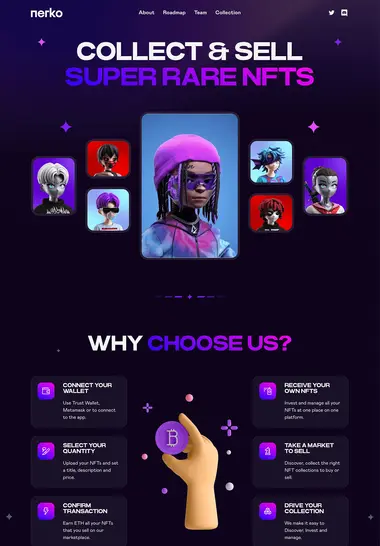 nerko
About Roadmap Team Collection
COLLECT & SELL
SUPER RARE NFTS
WHY CHOOSE US?
CONNECT YOUR
WALLET
Use Trust Wallet,
Metamask or to connect
to the app.
SELECT YOUR
QUANTITY
Upload your NFTs and set
a title, description and
price.
CONFIRM
TRANSACTION
Earn ETH all your NFTs
that you sell on our
marketplace.
RECEIVE YOUR
OWN NFTS
Invest and manage all your
NFTs at one place on one
platform.
TAKE A MARKET
TO SELL
Discover, collect the right
NFT collections to buy or
sell.
DRIVE YOUR
COLLECTION
We make it easy to
Discover, Invest and
manage.